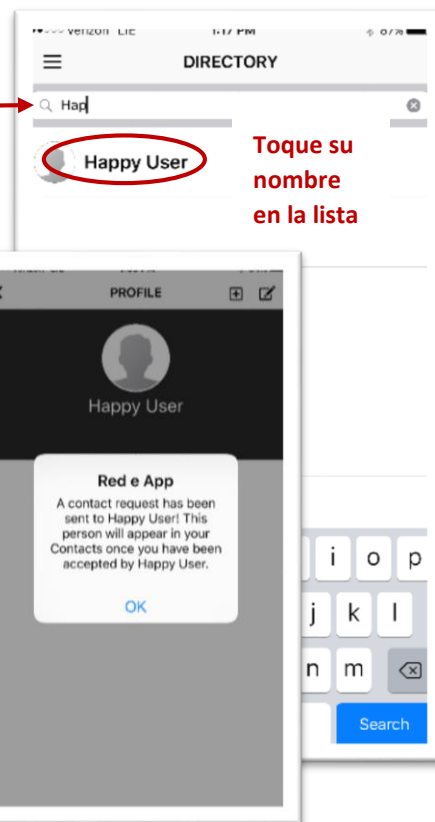 Verizon LTE 1:17 PM 87%
DIRECTORY
Hap
Happy User
Toque su
nombre
en la lista
PROFILE
Happy User
Red e App
A contact request has been
sent to Happy User! This
person will appear in your
Contacts once you have been
accepted by Happy User.
OK
i o p
j k l
n m
Search